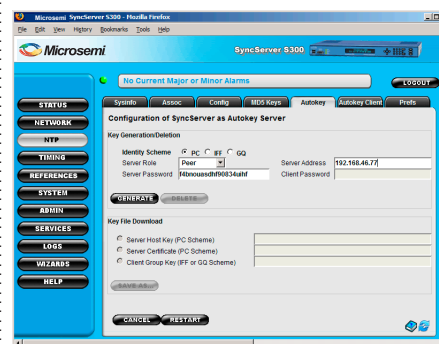 Microsemi SyncServer S300 - Mozilla Firefox
File Edit View History Bookmarks Tools Help
Microsemi
SyncServer S300
No Current Major or Minor Alarms
LOGOUT
STATUS
NETWORK
NTP
TIMING
REFERENCES
SYSTEM
ADMIN
SERVICES
LOGS
WIZARDS
HELP
Sysinfo Assoc Config MD5 Keys Autokey Autokey Client Prefs
Configuration of SyncServer as Autokey Server
Key Generation/Deletion
Identity Scheme PC IFF GQ
Server Role Peer Server Address 192.168.46.77
Server Password f4bnouasdhf90834uihf Client Password
GENERATE DELETE
Key File Download
Server Host Key (PC Scheme)
Server Certificate (PC Scheme)
Client Group Key (IFF or GQ Scheme)
SAVE AS...
CANCEL RESTART